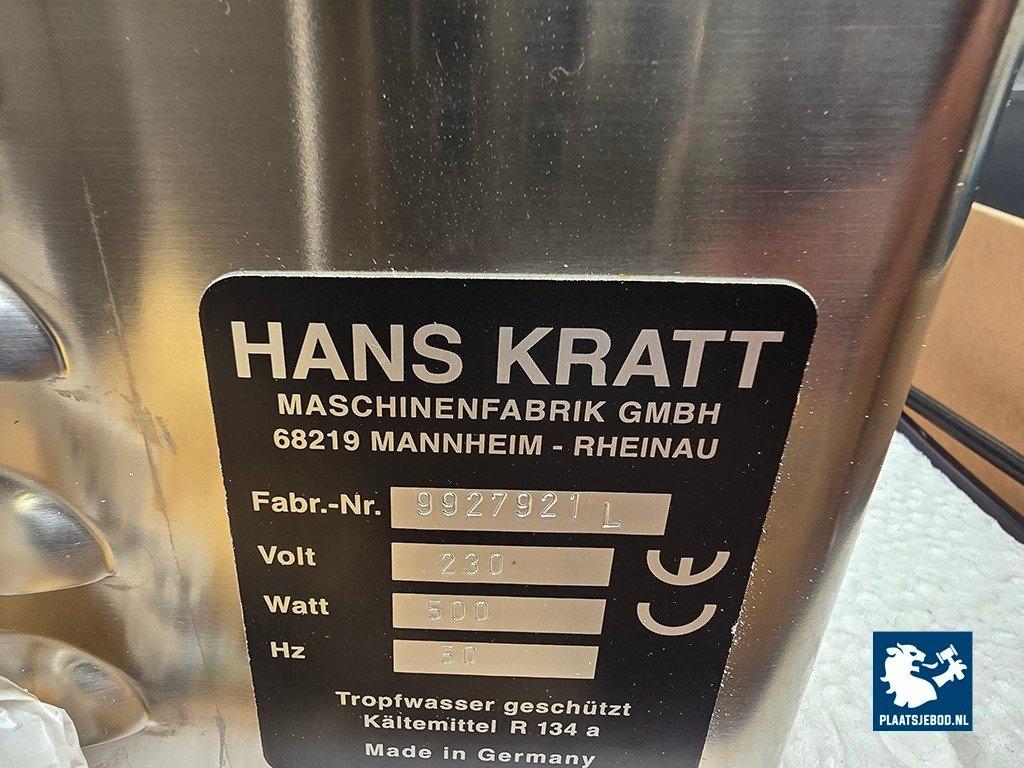 HANS KRATT
MASCHINENFABRIK GMBH
68219 MANNHEIM - RHEINAU
Fabr.-Nr. 9927921 L
Volt 230
CE
Watt 500
Hz 50
Tropfwasser geschützt
Kältemittel R 134 a
Made in Germany
PLAATSJEBOD.NL